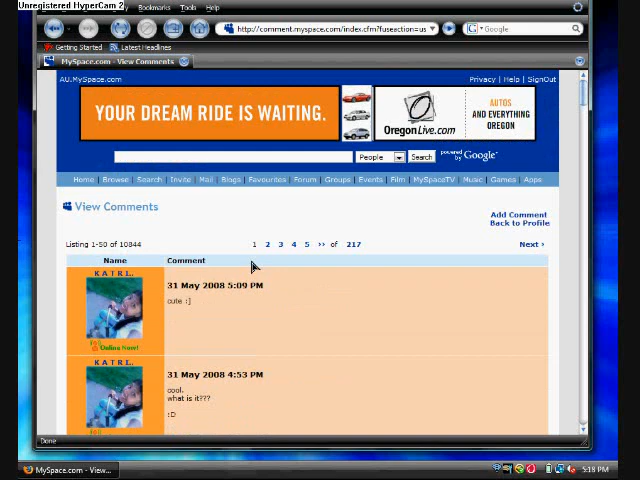 Unregistered HyperCam 2
Bookmarks Tools Help
http://comment.myspace.com/index.cfm?fuseaction=us
Google
Getting Started Latest Headlines
MySpace.com - View Comments
AU.MySpace.com
Privacy | Help | SignOut
YOUR DREAM RIDE IS WAITING.
OregonLive.com
AUTOS
AND EVERYTHING
OREGON
People Search powered by Google
Home | Browse | Search | Invite | Mail | Blogs | Favourites | Forum | Groups | Events | Film | MySpaceTV | Music | Games | Apps
View Comments
Add Comment
Back to Profile
Listing 1-50 of 10844 1 2 3 4 5 >> of 217 Next ›
Name Comment
K A T R I..
31 May 2008 5:09 PM
cute :]
Online Now!
K A T R I..
31 May 2008 4:53 PM
cool.
what is it???
:D
Done
MySpace.com - View... 5:18 PM